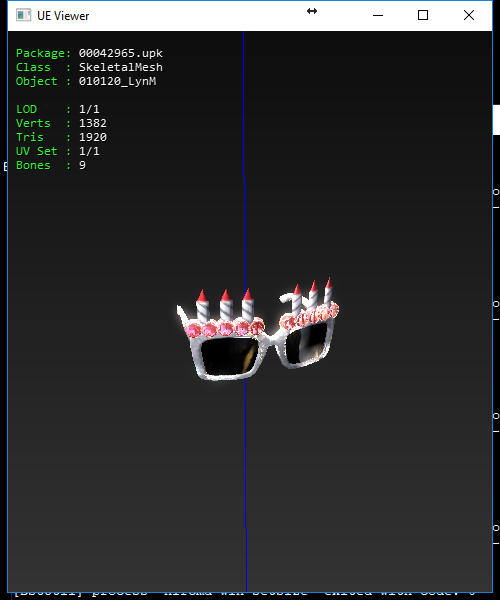 UE Viewer
Package: 00042965.upk
Class : SkeletalMesh
Object : 010120_LynM
LOD : 1/1
Verts : 1382
Tris : 1920
UV Set : 1/1
Bones : 9